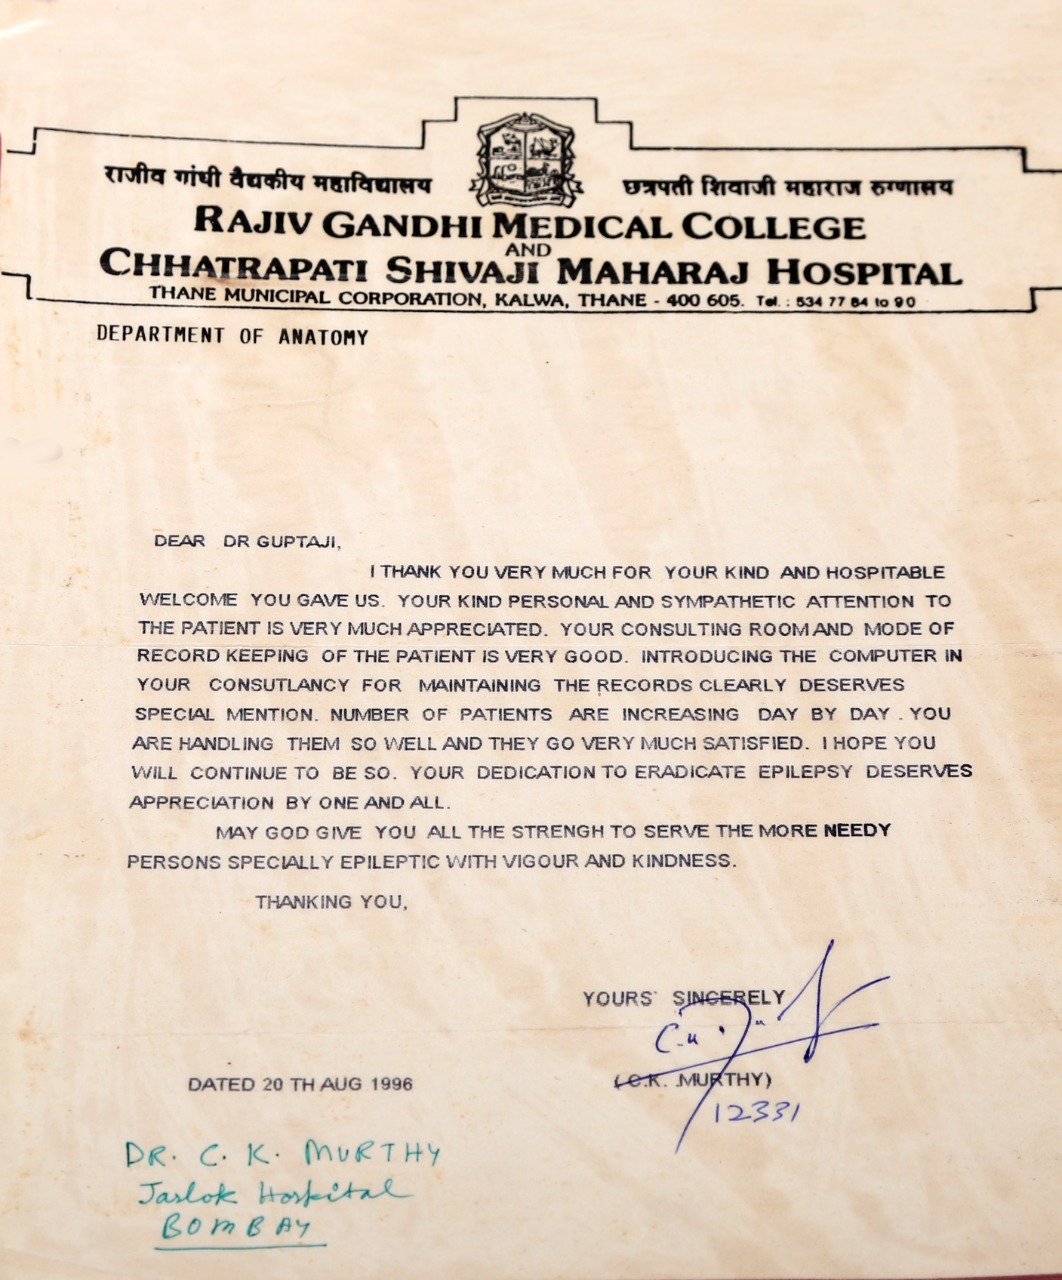 राजीव गांधी वैद्यकीय महाविद्यालय
छत्रपती शिवाजी महाराज रुग्णालय
RAJIV GANDHI MEDICAL COLLEGE
AND
CHHATRAPATI SHIVAJI MAHARAJ HOSPITAL
THANE MUNICIPAL CORPORATION, KALWA, THANE - 400 605. Tel. : 534 77 84 to 90
DEPARTMENT OF ANATOMY
DEAR DR GUPTAJI,
I THANK YOU VERY MUCH FOR YOUR KIND AND HOSPITABLE
WELCOME YOU GAVE US. YOUR KIND PERSONAL AND SYMPATHETIC ATTENTION TO
THE PATIENT IS VERY MUCH APPRECIATED. YOUR CONSULTING ROOM AND MODE OF
RECORD KEEPING OF THE PATIENT IS VERY GOOD. INTRODUCING THE COMPUTER IN
YOUR CONSUTLANCY FOR MAINTAINING THE RECORDS CLEARLY DESERVES
SPECIAL MENTION. NUMBER OF PATIENTS ARE INCREASING DAY BY DAY . YOU
ARE HANDLING THEM SO WELL AND THEY GO VERY MUCH SATISFIED. I HOPE YOU
WILL CONTINUE TO BE SO. YOUR DEDICATION TO ERADICATE EPILEPSY DESERVES
APPRECIATION BY ONE AND ALL.
MAY GOD GIVE YOU ALL THE STRENGH TO SERVE THE MORE NEEDY
PERSONS SPECIALLY EPILEPTIC WITH VIGOUR AND KINDNESS.
THANKING YOU,
YOURS' SINCERELY
(C.K. MURTHY)
12331
DATED 20 TH AUG 1996
DR. C. K. MURTHY
Jaslok Hospital
BOMBAY